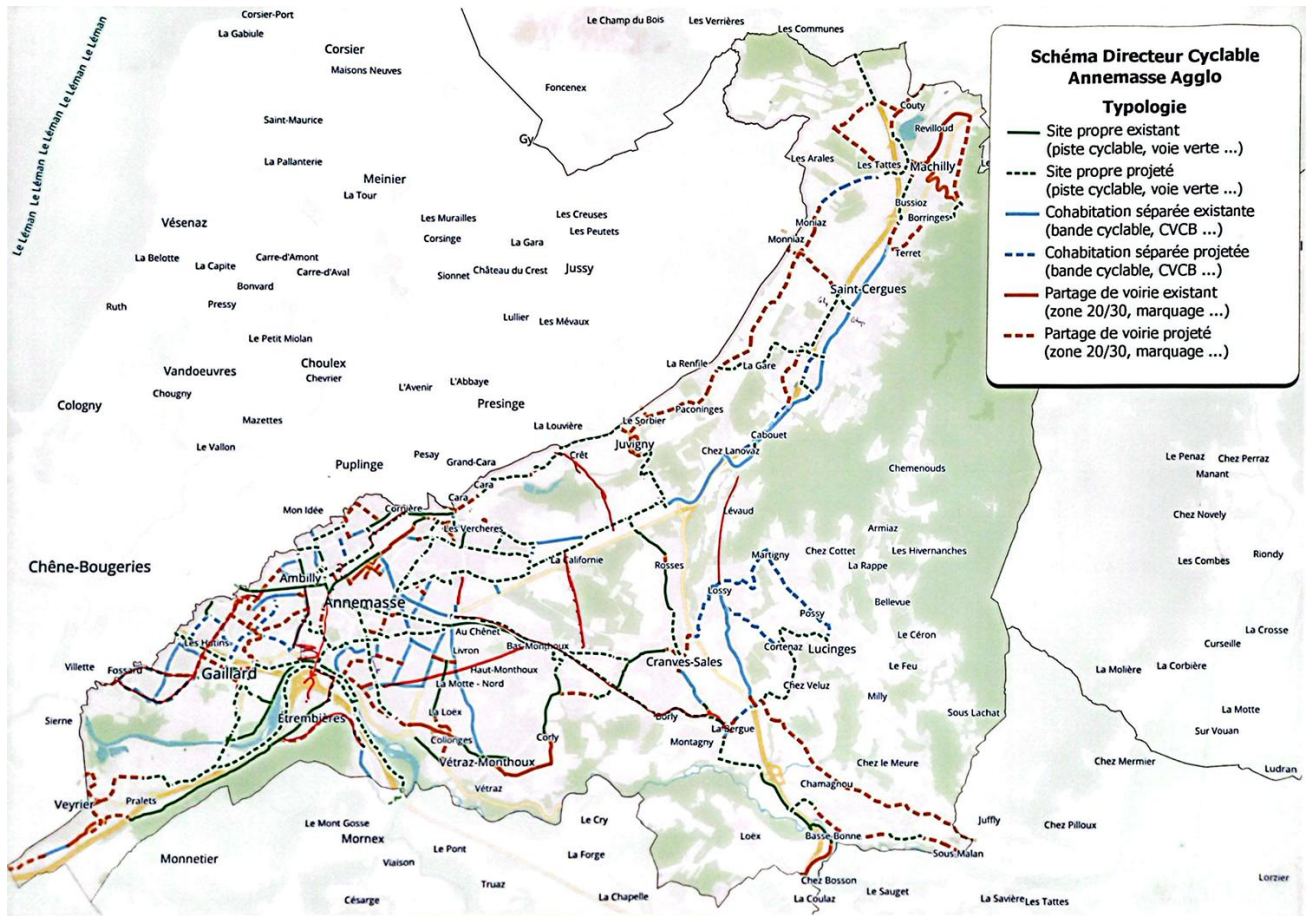 Corsier-Port
La Gabiule
Le Champ du Bois
Les Verrières
Les Communes
Corsier
Maisons Neuves
Foncenex
Saint-Maurice
Gy
La Pallanterie
Meinier
La Tour
Le Léman Le Léman Le Léman Le Léman Le Léman
Schéma Directeur Cyclable
Annemasse Agglo
Typologie
Site propre existant
(piste cyclable, voie verte ...)
Site propre projeté
(piste cyclable, voie verte ...)
Cohabitation séparée existante
(bande cyclable, CVCB ...)
Cohabitation séparée projetée
(bande cyclable, CVCB ...)
Partage de voirie existant
(zone 20/30, marquage ...)
Partage de voirie projeté
(zone 20/30, marquage ...)
Couty
Revilloud
Les Arales
Les Tattes
Machilly
Le
Bussioz
Borringes
Moniaz
Monniaz
Terret
Saint-Cergues
Vésenaz
Les Murailles
Les Creuses
Les Peutets
Corsinge
La Gara
La Belotte
La Capite
Carre-d'Amont
Carre-d'Aval
Bonvard
Sionnet
Château du Crest
Jussy
Ruth
Pressy
Lullier
Les Mévaux
Le Petit Miolan
Vandoeuvres
Choulex
Chevrier
La Renfile
La Gare
L'Avenir
L'Abbaye
Chougny
Cologny
Presinge
Mazettes
La Louvière
Le Sorbier
Paconinges
Juvigny
Cabouet
Chez Lanovaz
Le Vallon
Puplinge
Pesay
Grand-Cara
Crêt
Cara
Cara
Le Penaz
Chez Perraz
Manant
Chemenouds
Mon Idée
Cornière
Les Vercheres
Lévaud
Armiaz
Chez Novely
Chêne-Bougeries
La Californie
Rosses
Martigny
Chez Cottet
Les Hivernanches
La Rappe
Les Combes
Riondy
Ambilly
Annemasse
Lossy
Possy
Bellevue
Le Céron
La Crosse
Curseille
Les Hutins
Au Chênet
Livron
Bas-Monthoux
Cortenaz
Lucinges
Villette
Fossard
Gaillard
Haut-Monthoux
Cranves-Sales
Le Feu
La Molière
La Corbière
La Motte - Nord
Chez Veluz
Milly
Sous Lachat
La Motte
Sierne
Etrembières
La Loëx
Borly
La Bergue
Sur Vouan
Collonges
Corly
Montagny
Vétraz-Monthoux
Chez le Meure
Chez Mermier
Ludran
Veyrier
Pralets
Vétraz
Chamagnou
Le Mont Gosse
Mornex
Le Cry
Loëx
Basse-Bonne
Juffly
Chez Pilloux
Monnetier
Viaison
Le Pont
La Forge
Sous Malan
Truaz
Chez Bosson
Le Sauget
Lorzier
Césarge
La Chapelle
La Coulaz
La Savière
Les Tattes